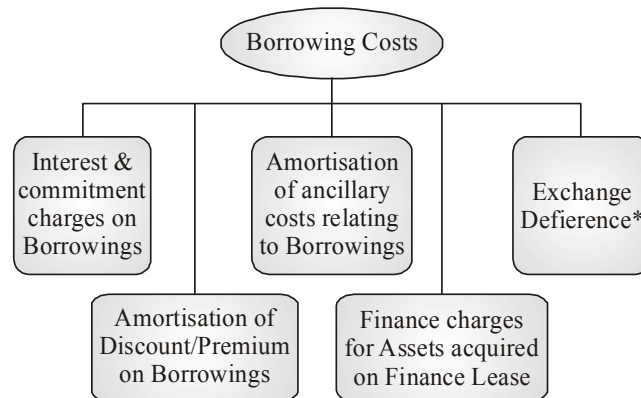 Borrowing Costs
Interest &
commitment
charges on
Borrowings
Amortisation
of ancillary
costs relating
to Borrowings
Exchange
Defierence*
Amortisation of
Discount/Premium
on Borrowings
Finance charges
for Assets acquired
on Finance Lease